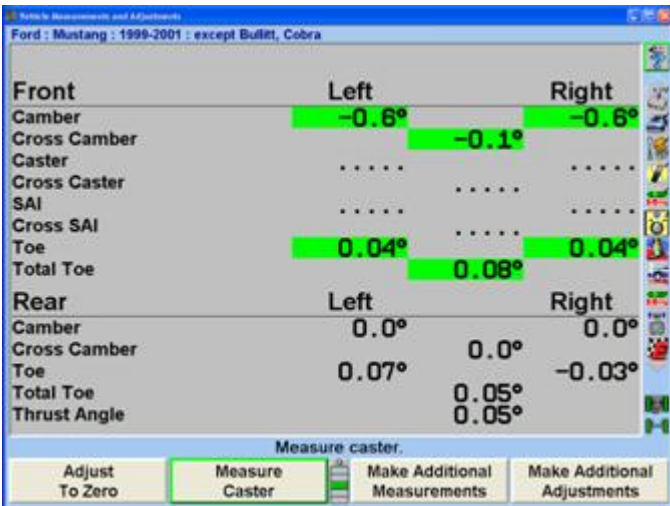 Vehicle Measurements and Adjustments
Ford : Mustang : 1999-2001 : except Bullitt, Cobra
Front Left Right
Camber -0.6° -0.6°
Cross Camber -0.1°
Caster ..... .....
Cross Caster .....
SAI ..... .....
Cross SAI .....
Toe 0.04° 0.04°
Total Toe 0.08°
Rear Left Right
Camber 0.0° 0.0°
Cross Camber 0.0°
Toe 0.07° -0.03°
Total Toe 0.05°
Thrust Angle 0.05°
Measure caster.
Adjust To Zero
Measure Caster
Make Additional Measurements
Make Additional Adjustments